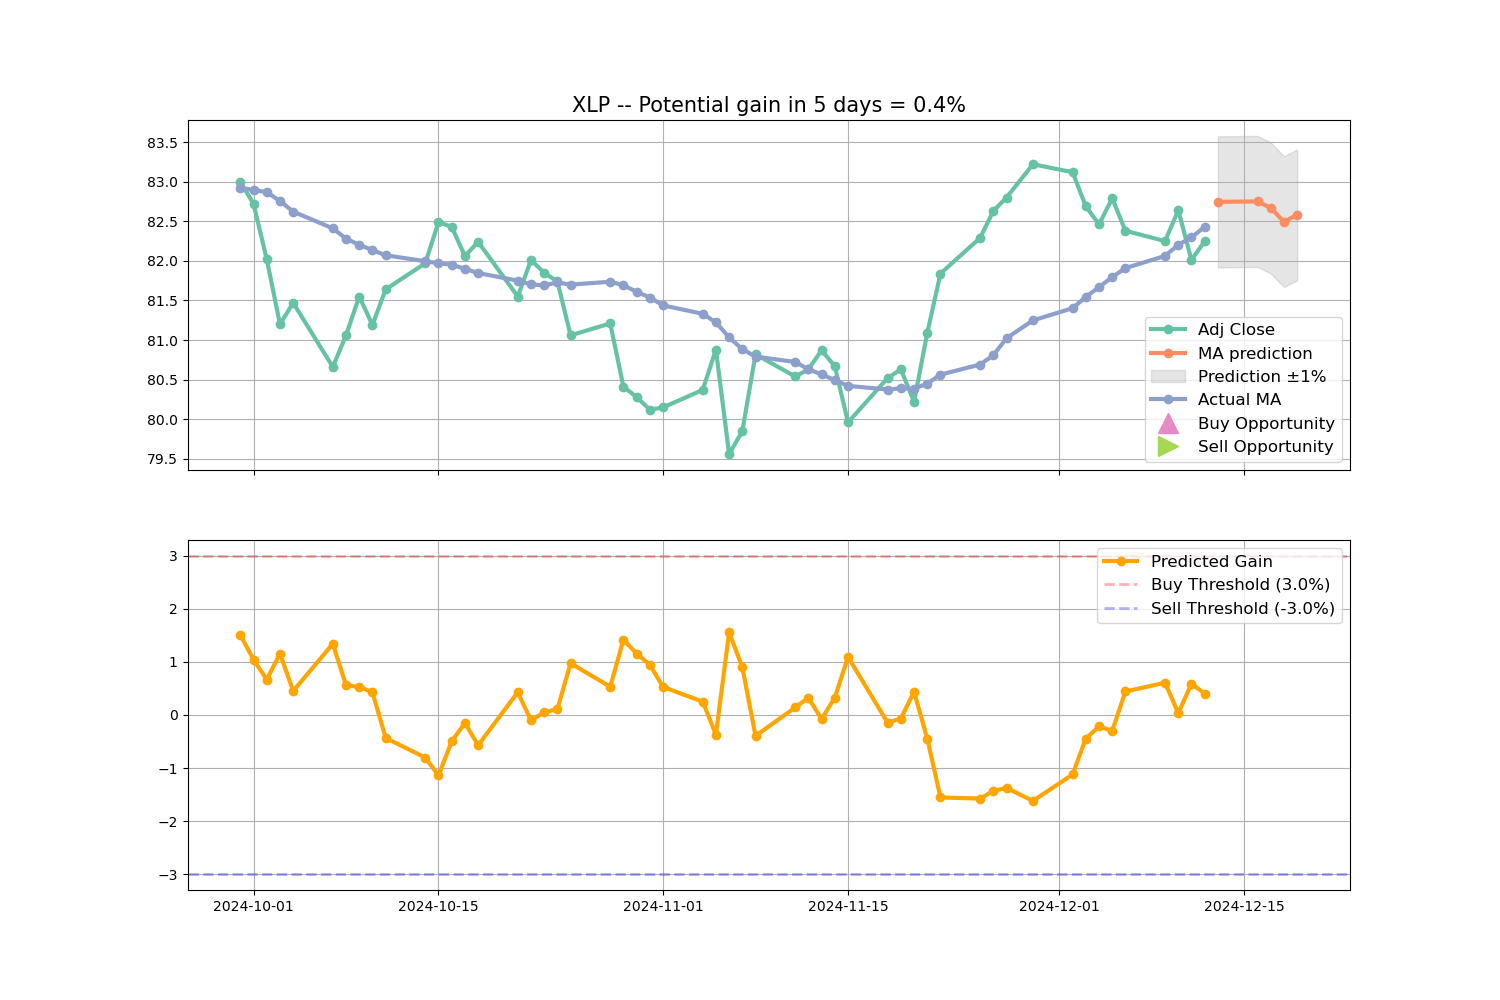 XLP -- Potential gain in 5 days = 0.4%
83.5
83.0
82.5
82.0
81.5
81.0
80.5
80.0
79.5
Adj Close
MA prediction
Prediction ±1%
Actual MA
Buy Opportunity
Sell Opportunity
3
2
1
0
−1
−2
−3
Predicted Gain
Buy Threshold (3.0%)
Sell Threshold (-3.0%)
2024-10-01 2024-10-15 2024-11-01 2024-11-15 2024-12-01 2024-12-15